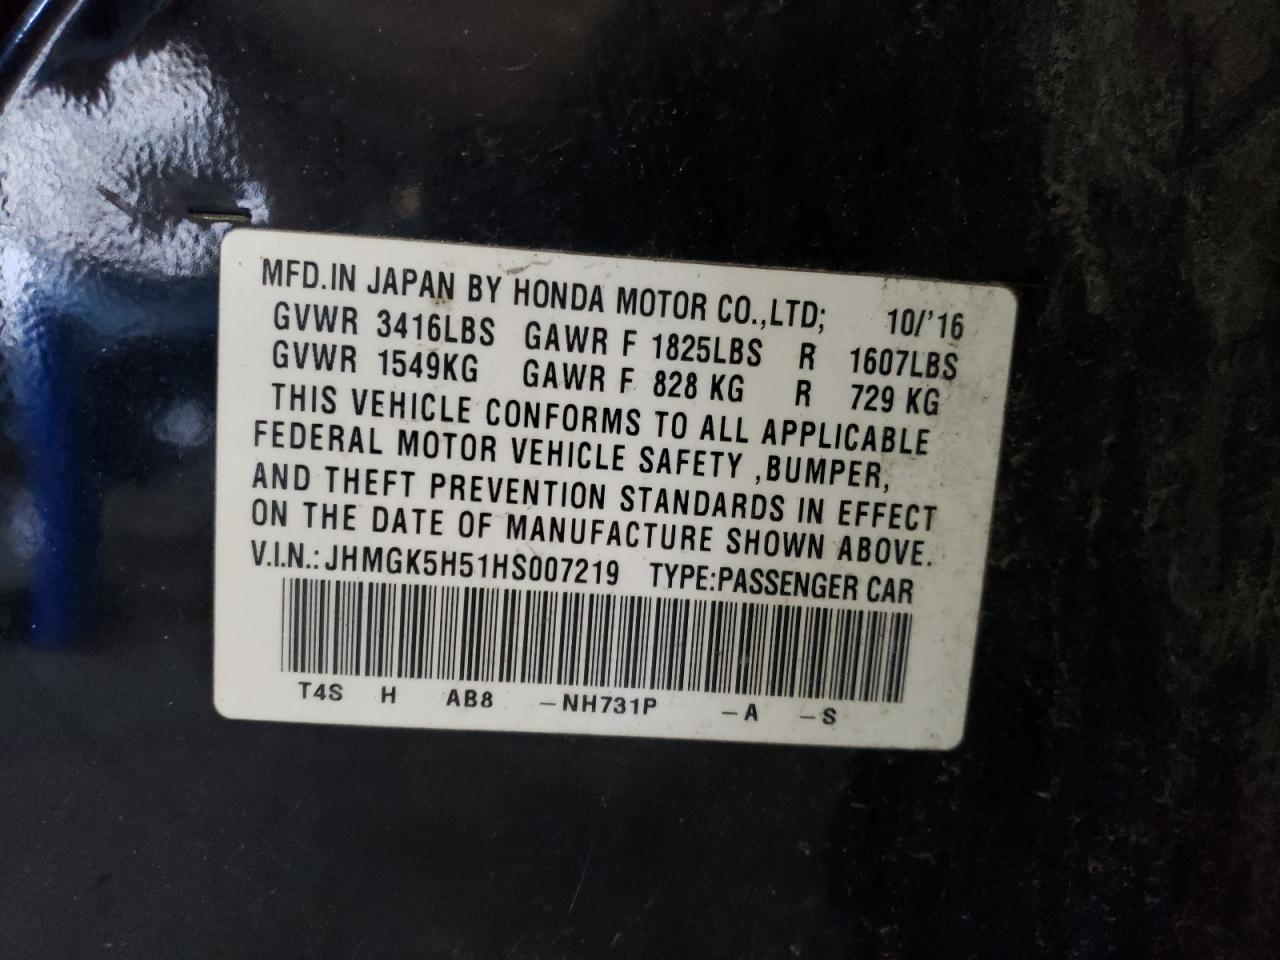 MFD.IN JAPAN BY HONDA MOTOR CO.,LTD; 10/'16
GVWR 3416LBS GAWR F 1825LBS R 1607LBS
GVWR 1549KG GAWR F 828 KG R 729 KG
THIS VEHICLE CONFORMS TO ALL APPLICABLE
FEDERAL MOTOR VEHICLE SAFETY ,BUMPER,
AND THEFT PREVENTION STANDARDS IN EFFECT
ON THE DATE OF MANUFACTURE SHOWN ABOVE.
V.I.N.: JHMGK5H51HS007219 TYPE:PASSENGER CAR
T4S H AB8 -NH731P -A -S